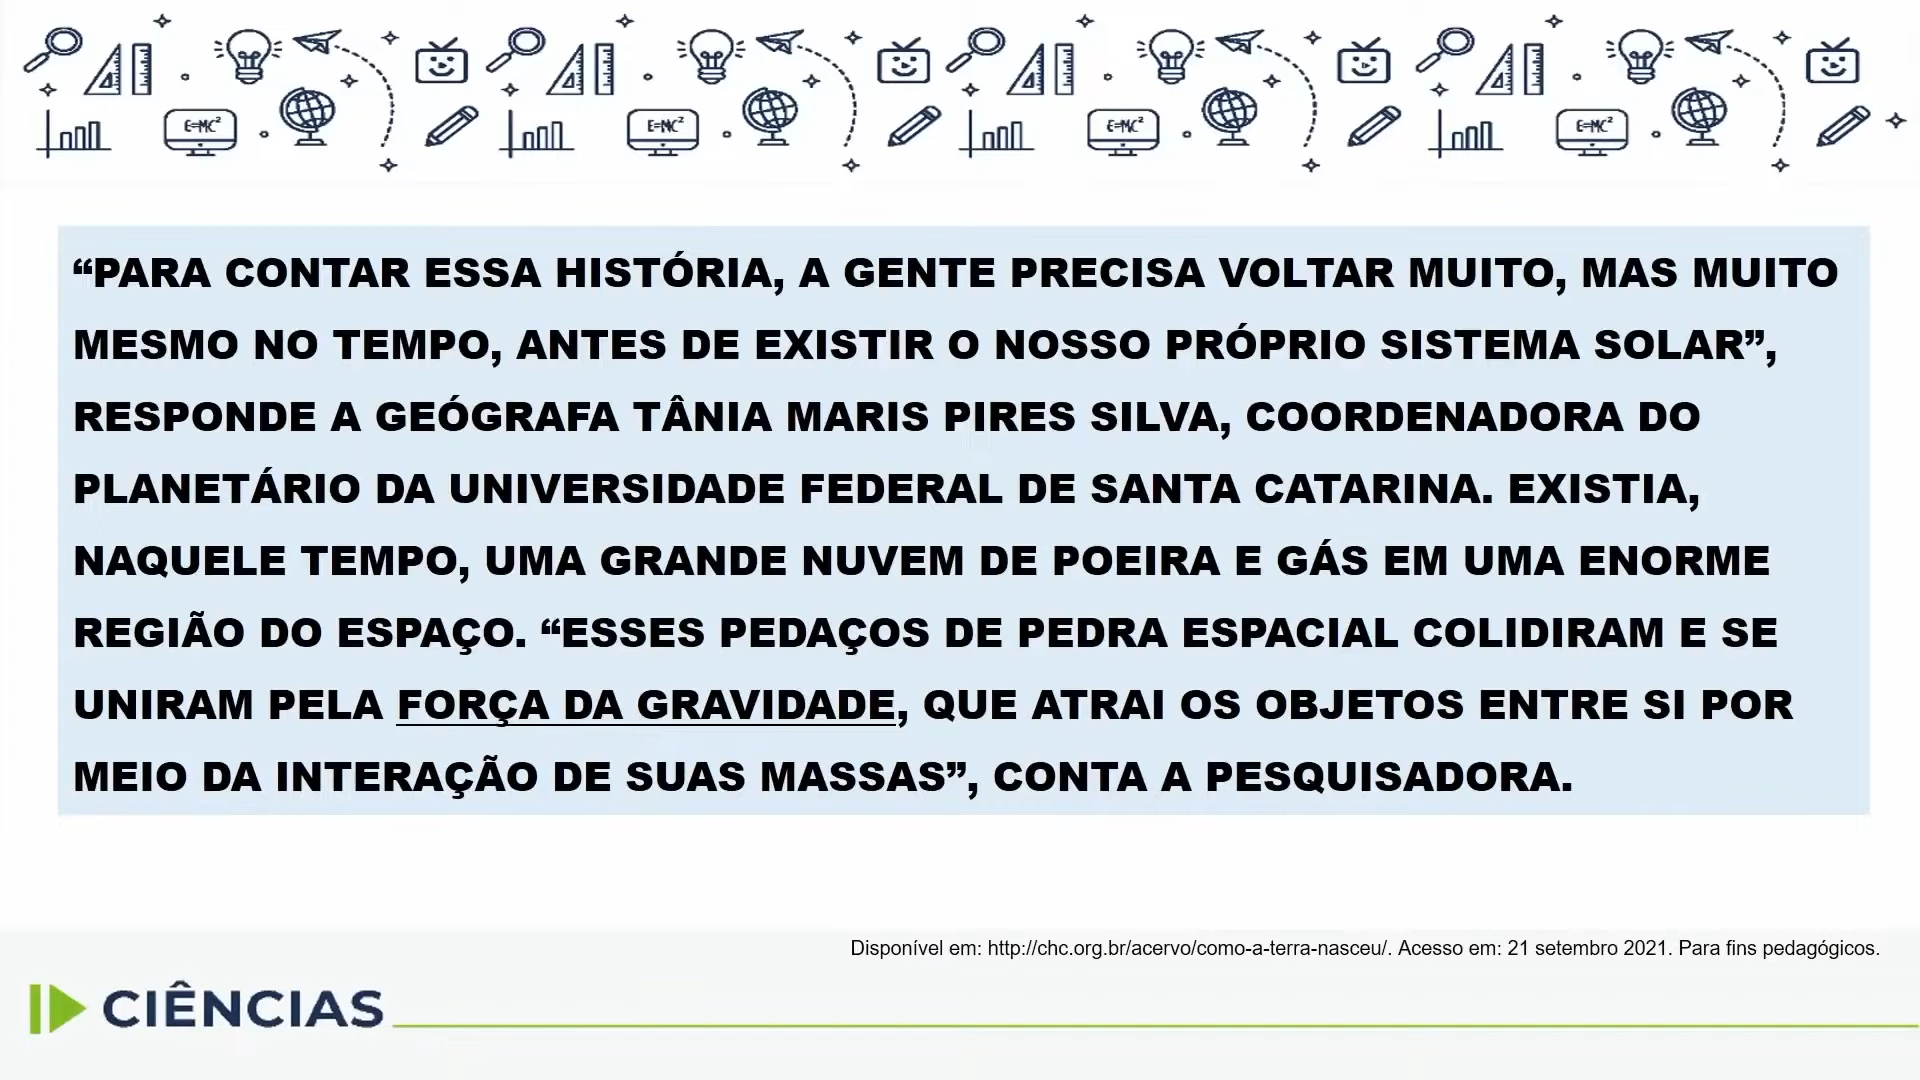 E=MC² E=MC² E=MC² E=MC²
“PARA CONTAR ESSA HISTÓRIA, A GENTE PRECISA VOLTAR MUITO, MAS MUITO
MESMO NO TEMPO, ANTES DE EXISTIR O NOSSO PRÓPRIO SISTEMA SOLAR”,
RESPONDE A GEÓGRAFA TÂNIA MARIS PIRES SILVA, COORDENADORA DO
PLANETÁRIO DA UNIVERSIDADE FEDERAL DE SANTA CATARINA. EXISTIA,
NAQUELE TEMPO, UMA GRANDE NUVEM DE POEIRA E GÁS EM UMA ENORME
REGIÃO DO ESPAÇO. “ESSES PEDAÇOS DE PEDRA ESPACIAL COLIDIRAM E SE
UNIRAM PELA FORÇA DA GRAVIDADE, QUE ATRAI OS OBJETOS ENTRE SI POR
MEIO DA INTERAÇÃO DE SUAS MASSAS”, CONTA A PESQUISADORA.
Disponível em: http://chc.org.br/acervo/como-a-terra-nasceu/. Acesso em: 21 setembro 2021. Para fins pedagógicos.
CIÊNCIAS